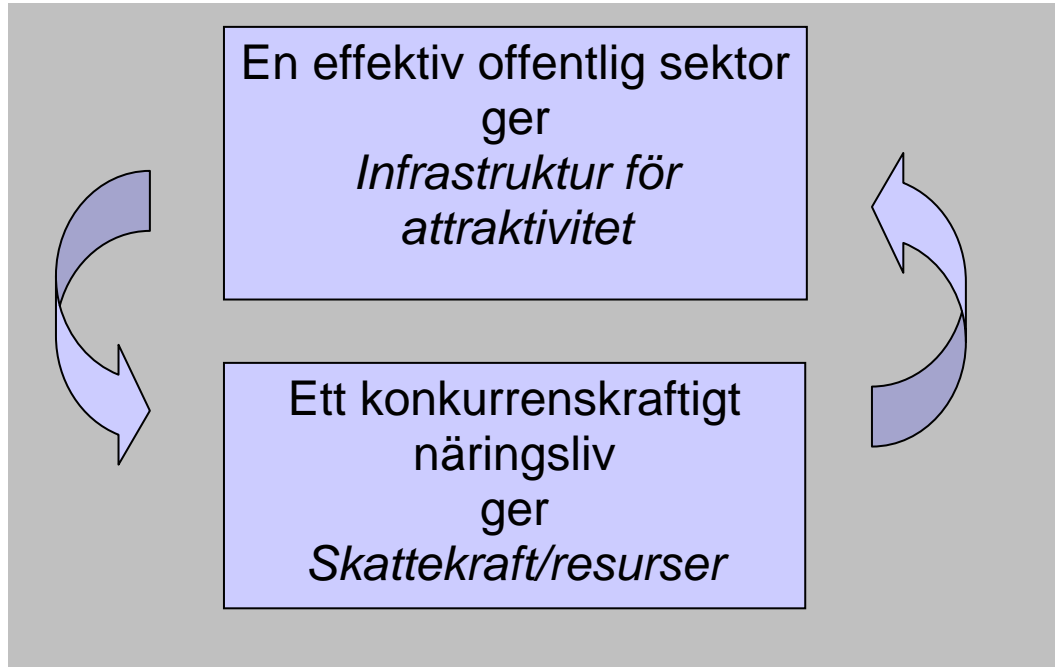 En effektiv offentlig sektor
ger
Infrastruktur för
attraktivitet
Ett konkurrenskraftigt
näringsliv
ger
Skattekraft/resurser